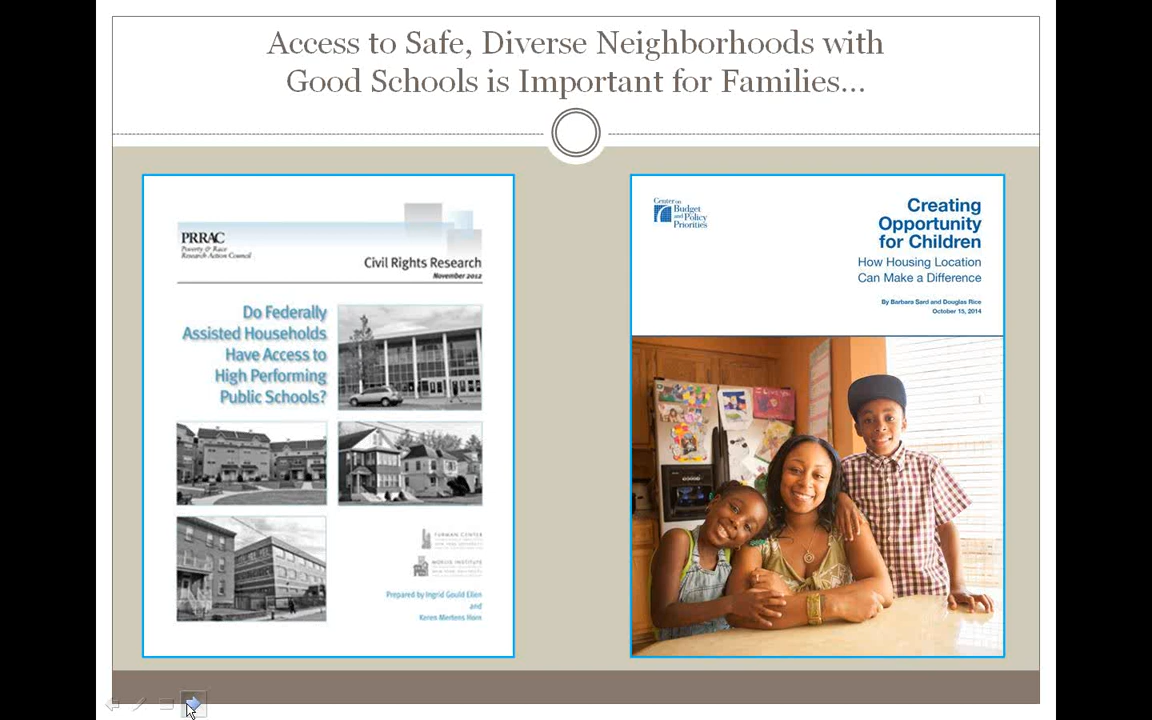 Access to Safe, Diverse Neighborhoods with
Good Schools is Important for Families...
PRRAC
Poverty & Race
Research Action Council
Civil Rights Research
November 2012
Do Federally
Assisted Households
Have Access to
High Performing
Public Schools?
FURMAN CENTER
INSTITUTE
Prepared by Ingrid Gould Ellen
and
Keren Mertens Horn
Center on
Budget
and Policy
Priorities
Creating
Opportunity
for Children
How Housing Location
Can Make a Difference
By Barbara Sard and Douglas Rice
October 15, 2014